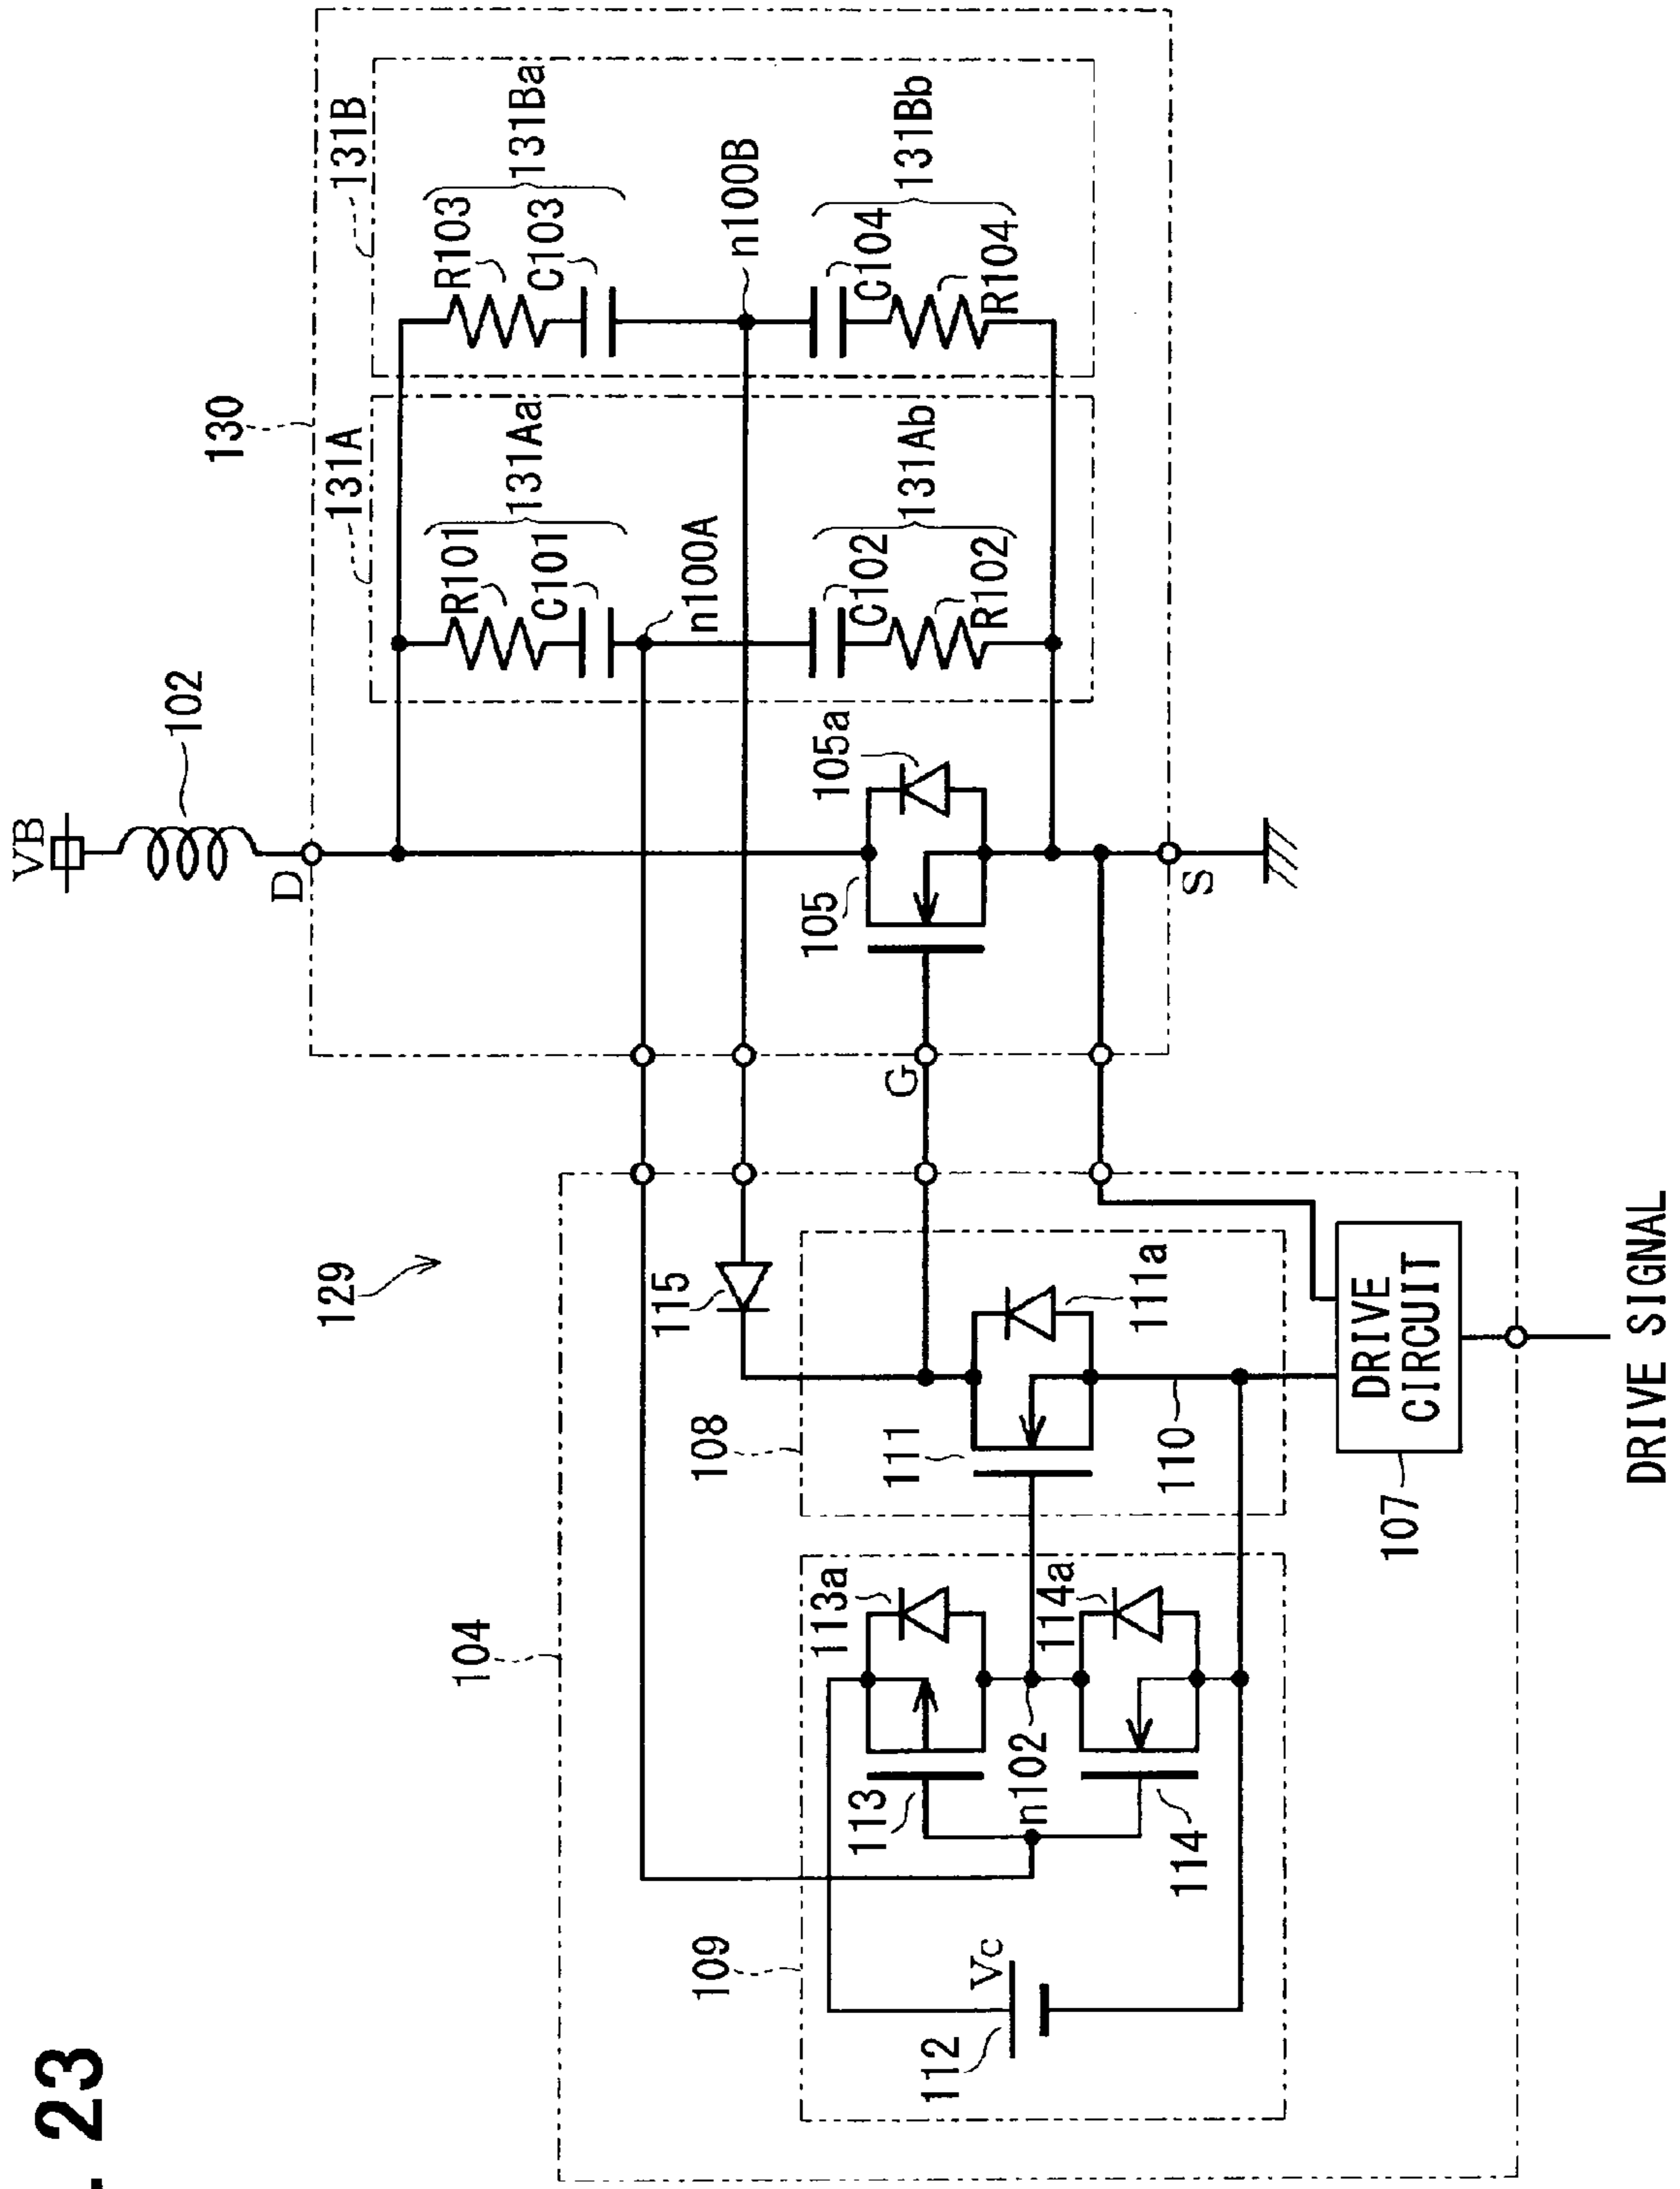 . 23
VB
102
D
130
131A
131B
R101
C101
131Aa
R103
C103
131Ba
n100A
n100B
C102
R102
131Ab
C104
R104
131Bb
105
105a
S
G
129
104
115
108
111
111a
110
109
113
113a
n102
114
114a
112
Vc
DRIVE
CIRCUIT
107
DRIVE SIGNAL